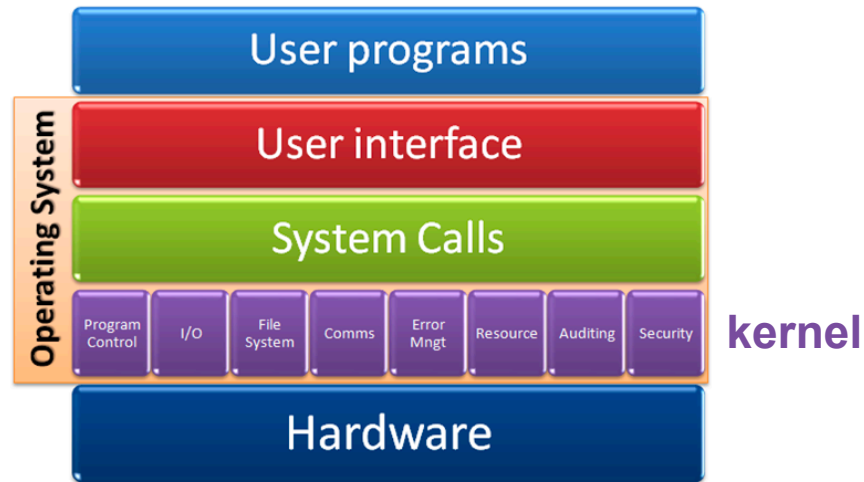 User programs
Operating System
User interface
System Calls
Program
Control
I/O
File
System
Comms
Error
Mngt
Resource
Auditing
Security
kernel
Hardware